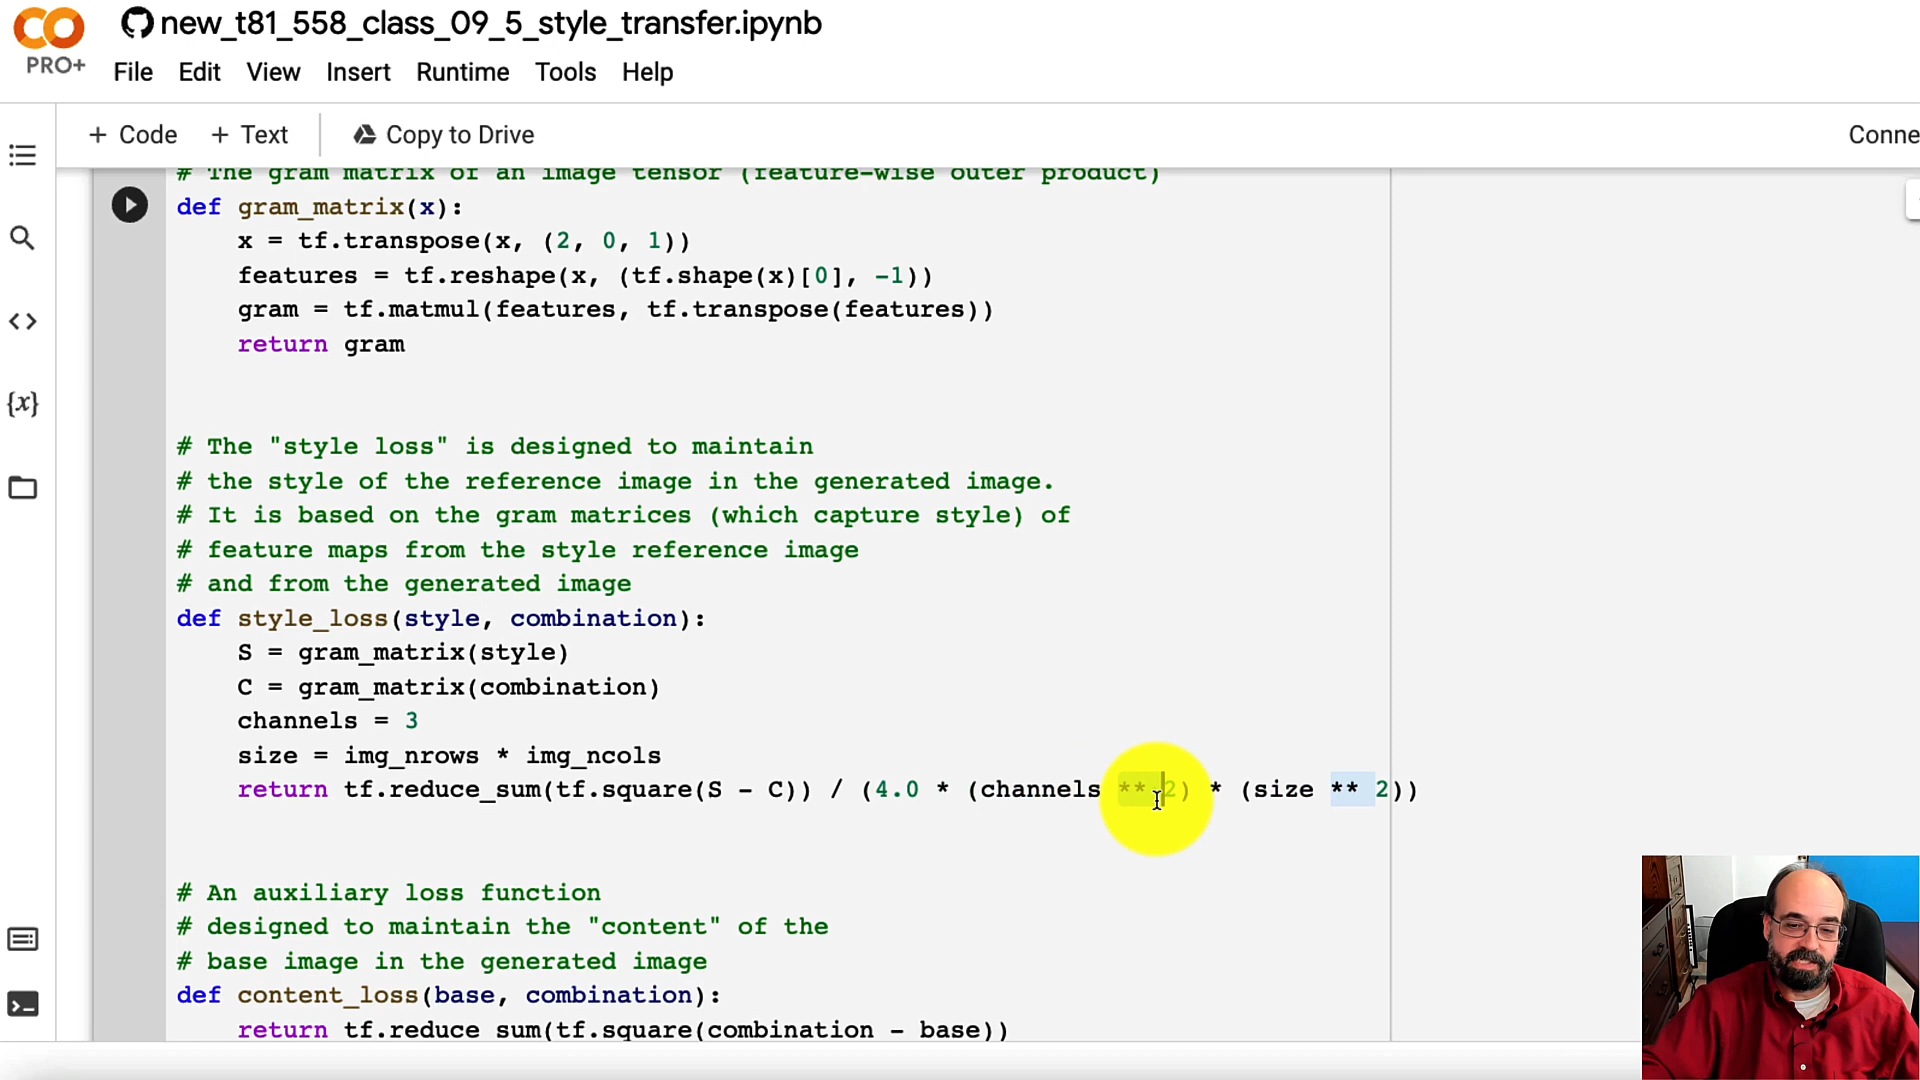 new_t81_558_class_09_5_style_transfer.ipynb
PRO+
File Edit View Insert Runtime Tools Help
+ Code + Text Copy to Drive Conne
# The gram matrix of an image tensor (feature-wise outer product)
def gram_matrix(x):
    x = tf.transpose(x, (2, 0, 1))
    features = tf.reshape(x, (tf.shape(x)[0], -1))
    gram = tf.matmul(features, tf.transpose(features))
    return gram
# The "style loss" is designed to maintain
# the style of the reference image in the generated image.
# It is based on the gram matrices (which capture style) of
# feature maps from the style reference image
# and from the generated image
def style_loss(style, combination):
    S = gram_matrix(style)
    C = gram_matrix(combination)
    channels = 3
    size = img_nrows * img_ncols
    return tf.reduce_sum(tf.square(S - C)) / (4.0 * (channels ** 2) * (size ** 2))
# An auxiliary loss function
# designed to maintain the "content" of the
# base image in the generated image
def content_loss(base, combination):
    return tf.reduce_sum(tf.square(combination - base))